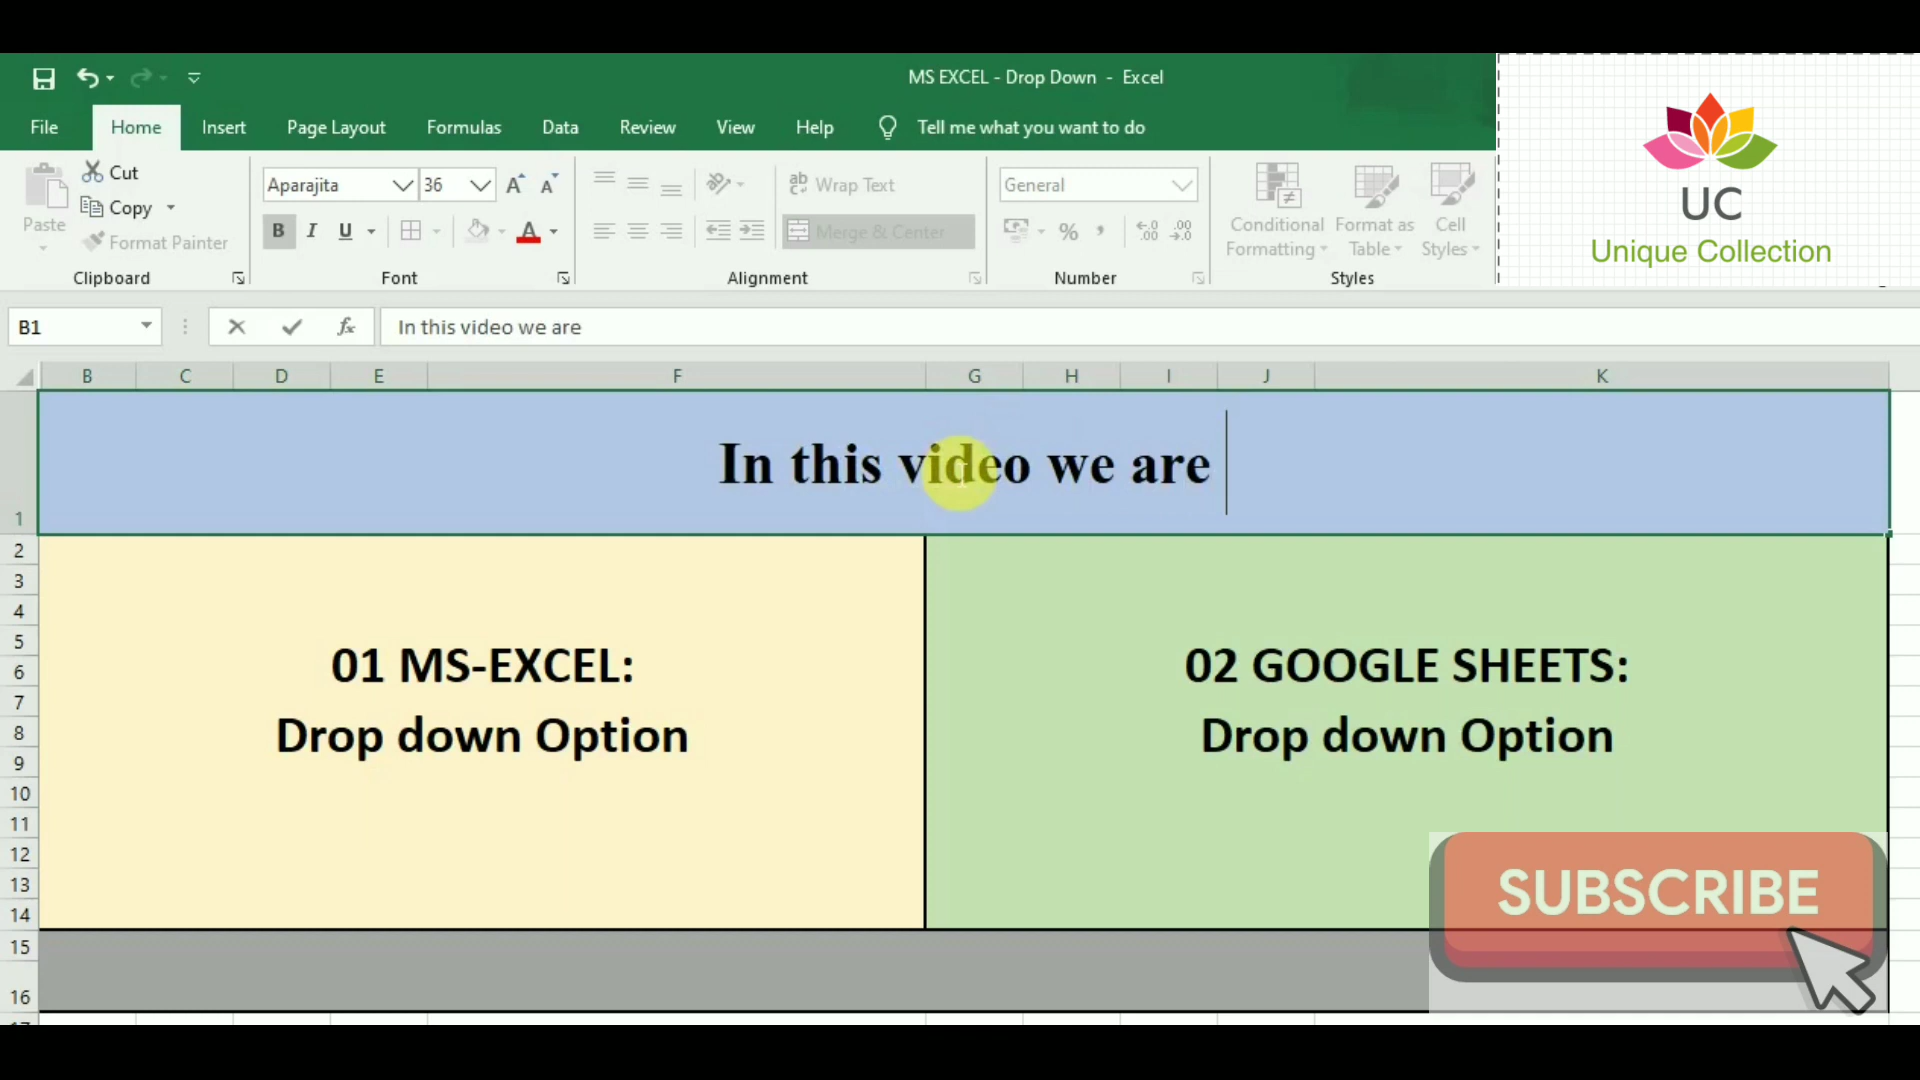 MS EXCEL - Drop Down - Excel
File Home Insert Page Layout Formulas Data Review View Help Tell me what you want to do
UC
Unique Collection
Paste
Cut
Copy
Format Painter
Clipboard
Aparajita 36
B I U
Font
Wrap Text
Merge & Center
Alignment
General
%
Number
Conditional Formatting
Format as Table
Cell Styles
Styles
B1
fx
In this video we are
B C D E F G H I J K
In this video we are
01 MS-EXCEL:
Drop down Option
02 GOOGLE SHEETS:
Drop down Option
1
2
3
4
5
6
7
8
9
10
11
12
13
14
15
16
SUBSCRIBE